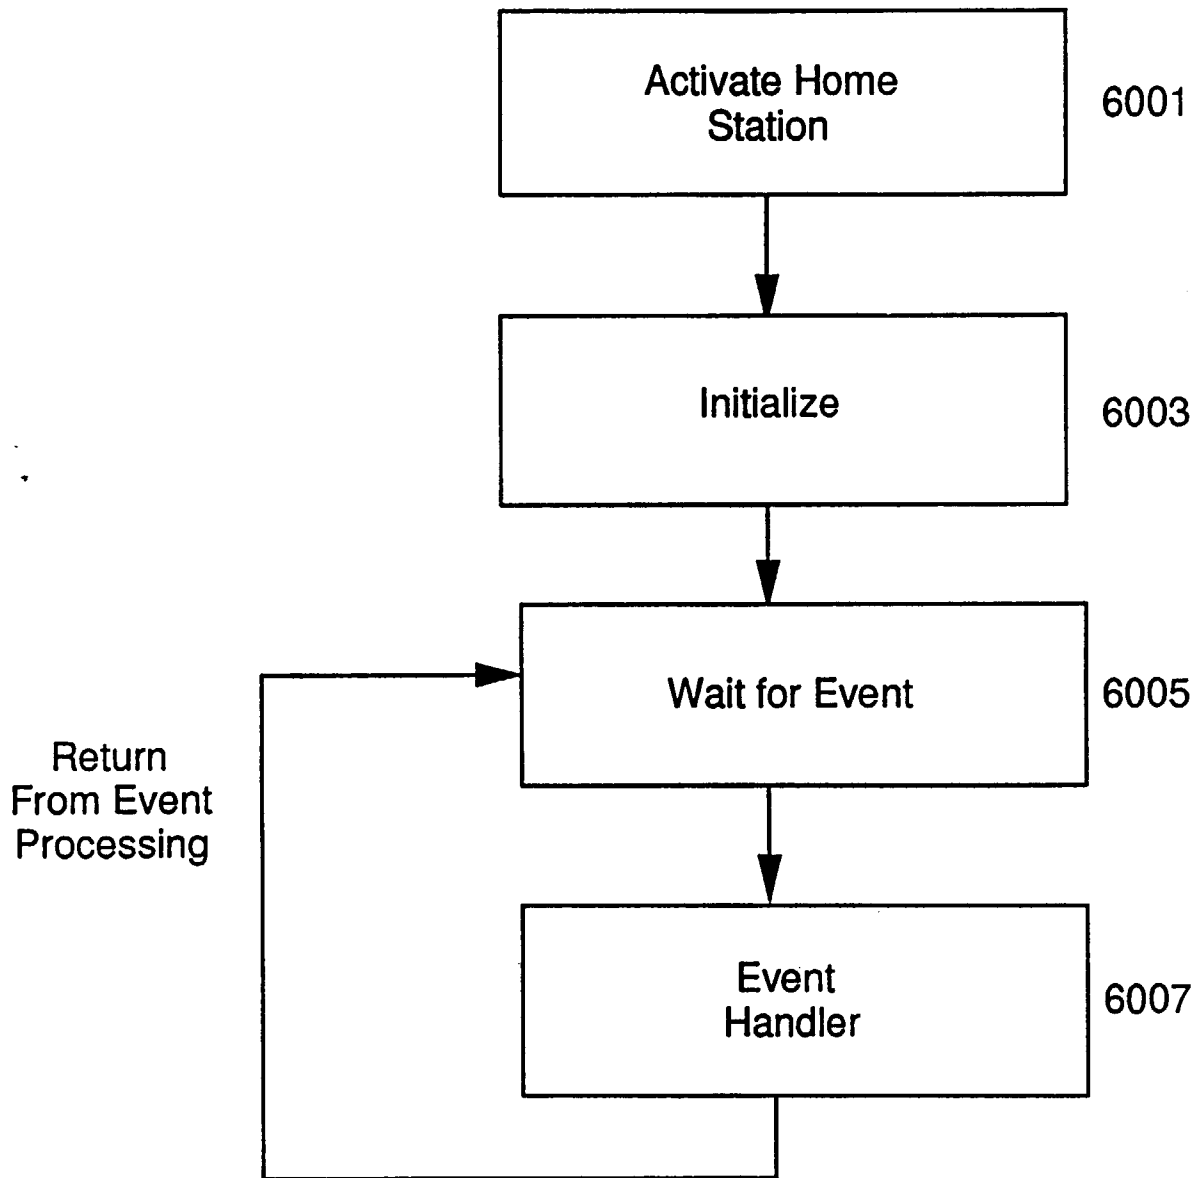 Activate Home
Station
6001
Initialize
6003
Wait for Event
6005
Return
From Event
Processing
Event
Handler
6007